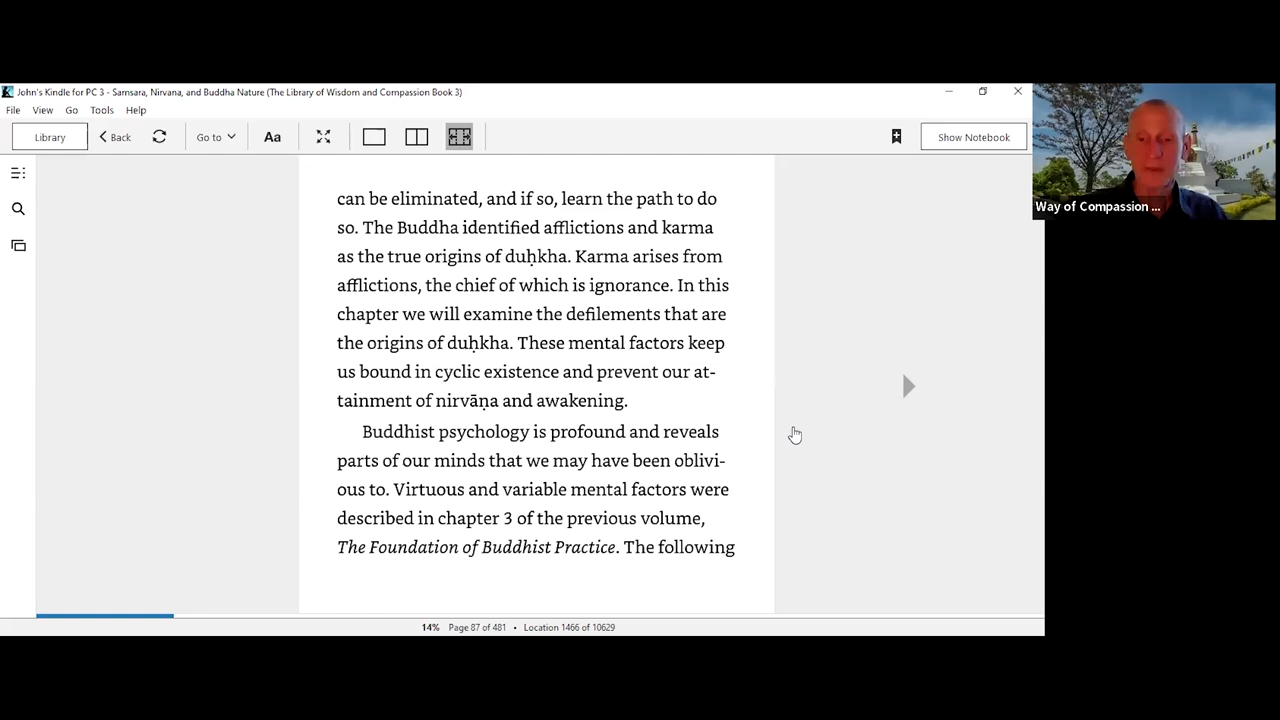 John's Kindle for PC 3 - Samsara, Nirvana, and Buddha Nature (The Library of Wisdom and Compassion Book 3)
File View Go Tools Help
Library Back Go to Aa Show Notebook
Way of Compassion ...
can be eliminated, and if so, learn the path to do
so. The Buddha identified afflictions and karma
as the true origins of duḥkha. Karma arises from
afflictions, the chief of which is ignorance. In this
chapter we will examine the defilements that are
the origins of duḥkha. These mental factors keep
us bound in cyclic existence and prevent our at-
tainment of nirvāṇa and awakening.
Buddhist psychology is profound and reveals
parts of our minds that we may have been oblivi-
ous to. Virtuous and variable mental factors were
described in chapter 3 of the previous volume,
The Foundation of Buddhist Practice. The following
14% Page 87 of 481 • Location 1466 of 10629